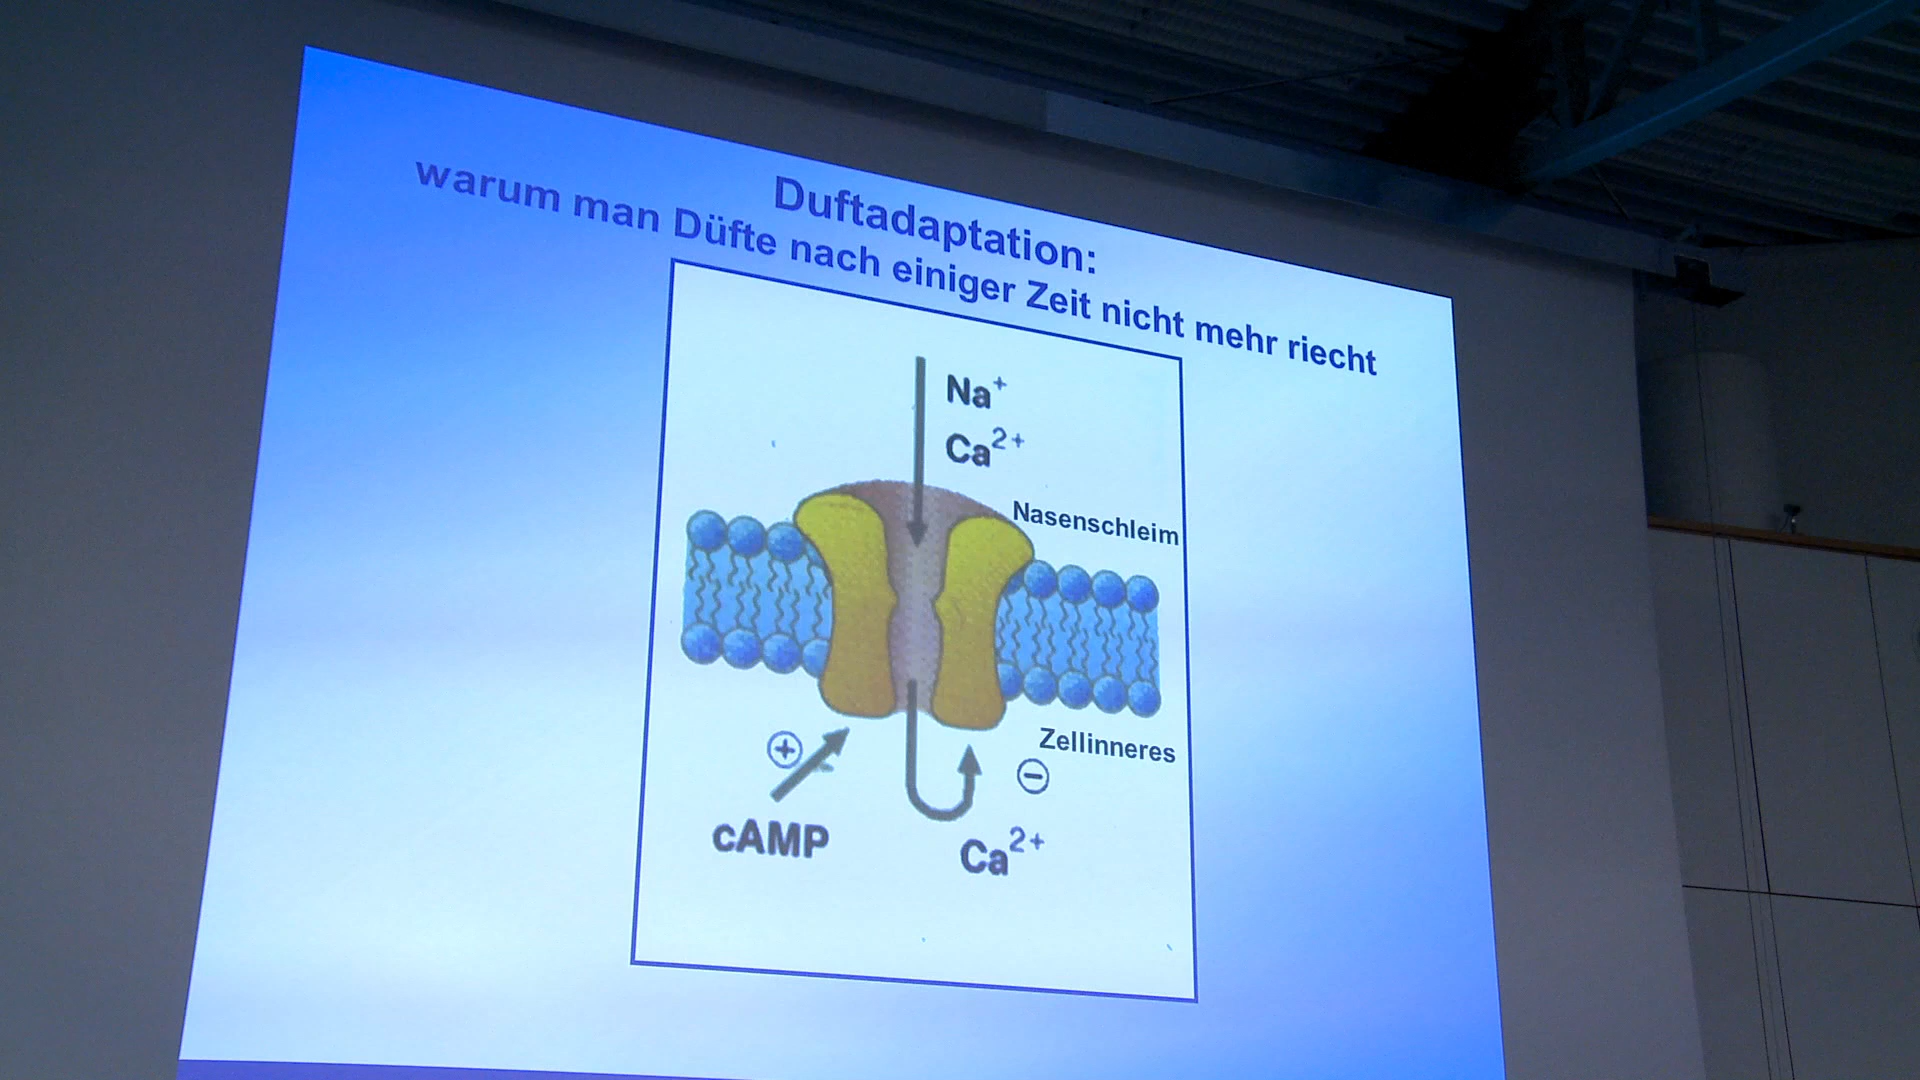 Duftadaptation:
warum man Düfte nach einiger Zeit nicht mehr riecht
Na⁺
Ca²⁺
Nasenschleim
Zellinneres
⊕
⊖
cAMP
Ca²⁺